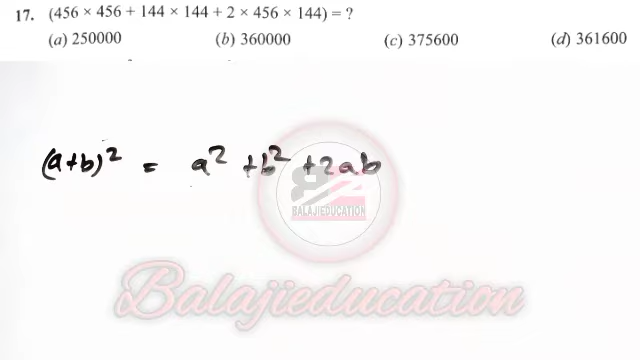 17. (456 × 456 + 144 × 144 + 2 × 456 × 144) = ?
(a) 250000 (b) 360000 (c) 375600 (d) 361600
(a+b)² = a² + b² + 2ab
BALAJIEDUCATION
Balajieducation